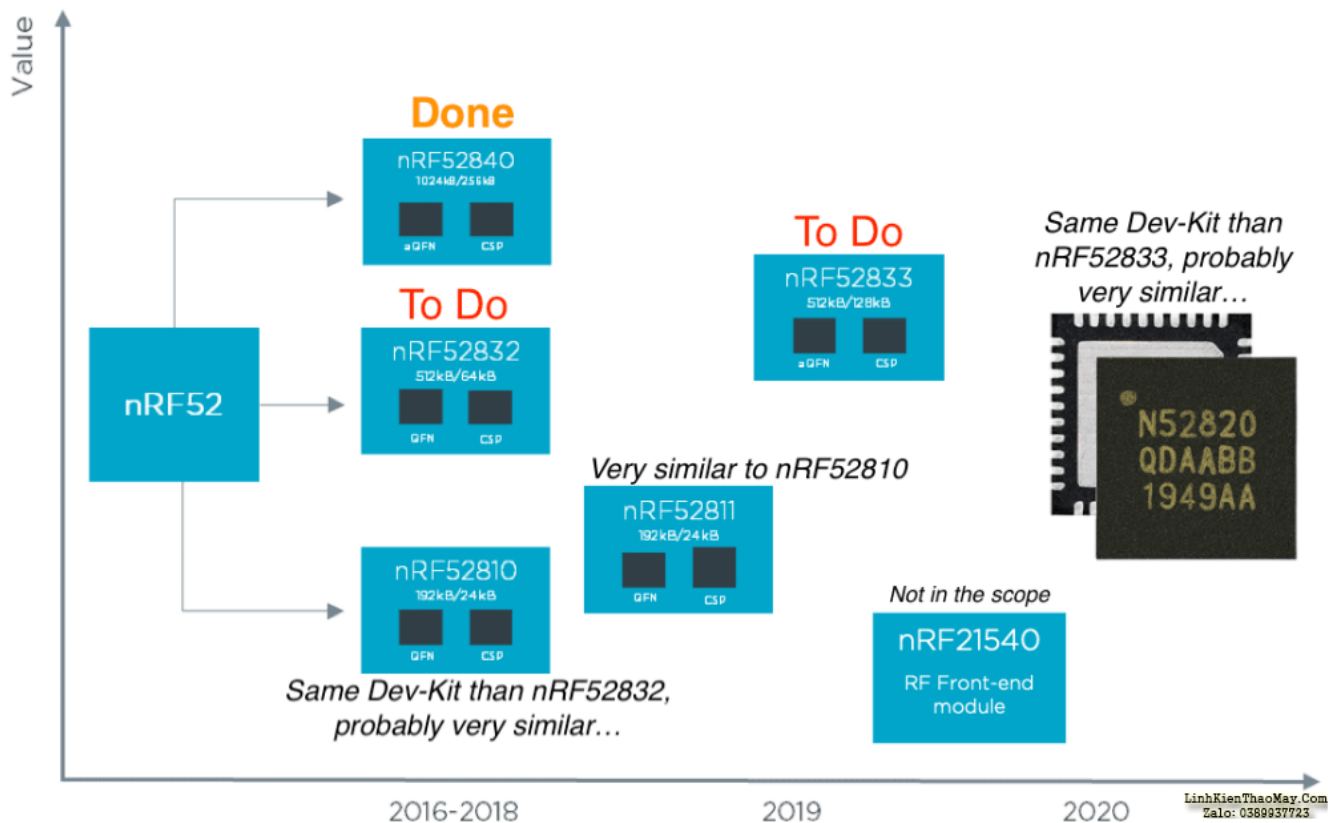 Value
Done
nRF52840
1024kB/256kB
aQFN
CSP
To Do
nRF52832
512kB/64kB
QFN
CSP
nRF52
To Do
nRF52833
512kB/128kB
aQFN
CSP
Same Dev-Kit than
nRF52833, probably
very similar…
N52820
QDAABB
1949AA
Very similar to nRF52810
nRF52811
192kB/24kB
QFN
CSP
nRF52810
192kB/24kB
QFN
CSP
Same Dev-Kit than nRF52832,
probably very similar…
Not in the scope
nRF21540
RF Front-end
module
2016-2018
2019
2020
LinhKienThaoMay.Com
Zalo: 0389937723